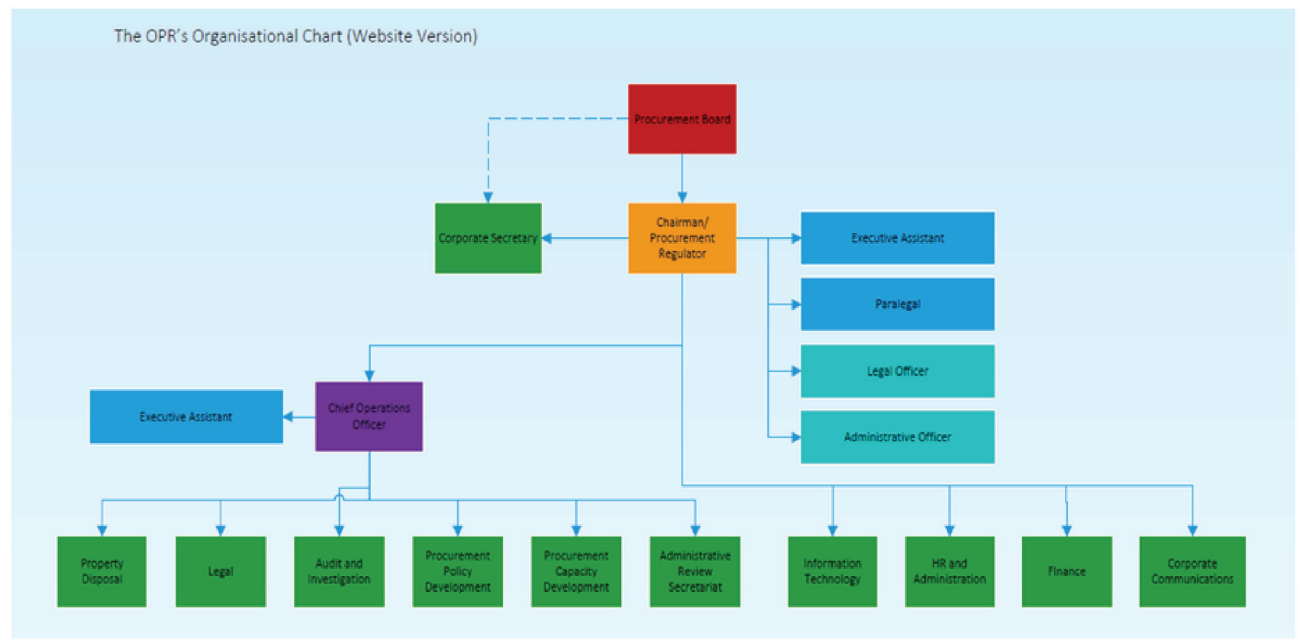 The OPR's Organisational Chart (Website Version)
Procurement Board
Corporate Secretary
Chairman/
Procurement
Regulator
Executive Assistant
Paralegal
Legal Officer
Administrative Officer
Executive Assistant
Chief Operations
Officer
Property
Disposal
Legal
Audit and
Investigation
Procurement
Policy
Development
Procurement
Capacity
Development
Administrative
Review
Secretariat
Information
Technology
HR and
Administration
Finance
Corporate
Communications